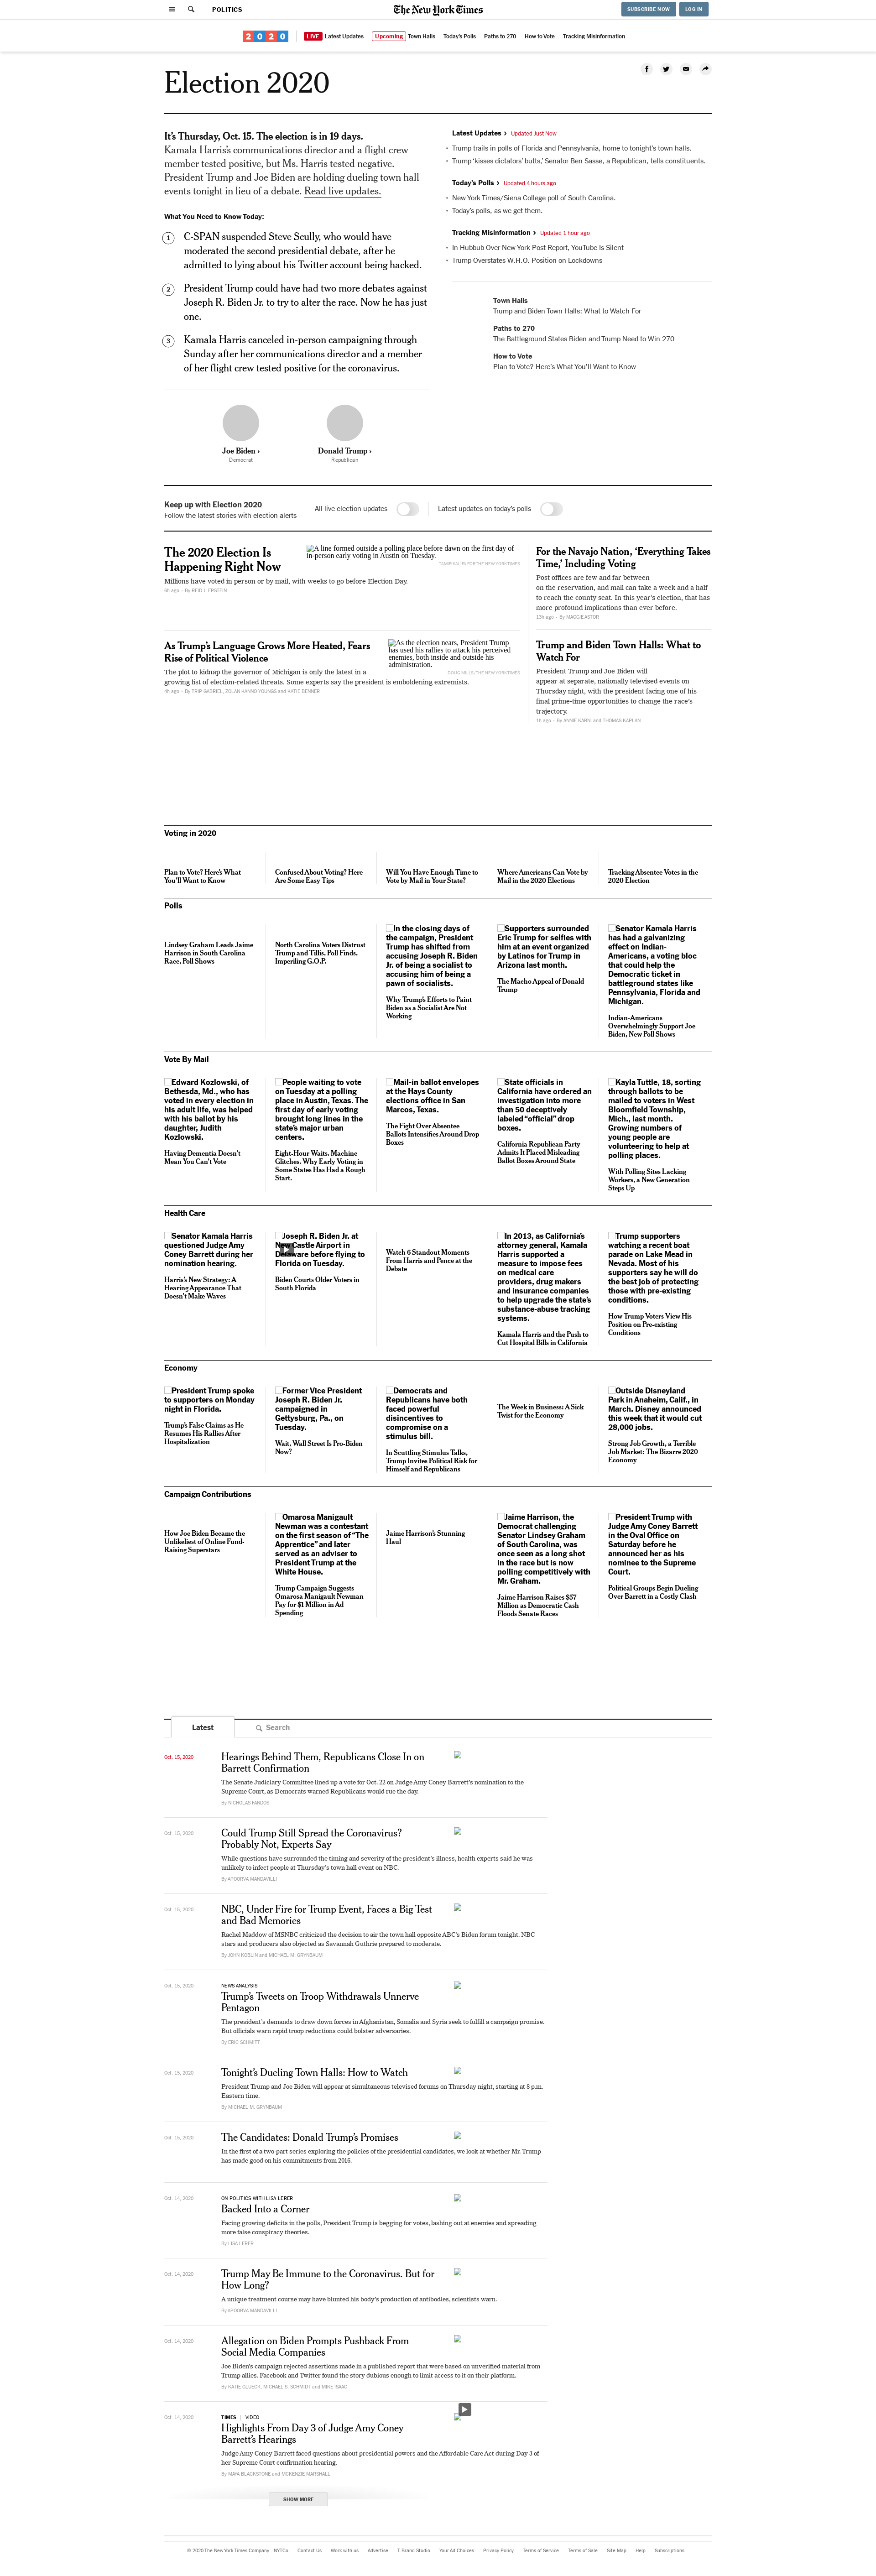 POLITICS
The New York Times
SUBSCRIBE NOW
LOG IN
2020
LIVE Latest Updates
Upcoming Town Halls
Today's Polls
Paths to 270
How to Vote
Tracking Misinformation
Election 2020
It's Thursday, Oct. 15. The election is in 19 days.
Kamala Harris's communications director and a flight crew
member tested positive, but Ms. Harris tested negative.
President Trump and Joe Biden are holding dueling town hall
events tonight in lieu of a debate. Read live updates.
What You Need to Know Today:
1 C-SPAN suspended Steve Scully, who would have
moderated the second presidential debate, after he
admitted to lying about his Twitter account being hacked.
2 President Trump could have had two more debates against
Joseph R. Biden Jr. to try to alter the race. Now he has just
one.
3 Kamala Harris canceled in-person campaigning through
Sunday after her communications director and a member
of her flight crew tested positive for the coronavirus.
Joe Biden ›
Democrat
Donald Trump ›
Republican
Latest Updates › Updated Just Now
• Trump trails in polls of Florida and Pennsylvania, home to tonight's town halls.
• Trump 'kisses dictators' butts,' Senator Ben Sasse, a Republican, tells constituents.
Today's Polls › Updated 4 hours ago
• New York Times/Siena College poll of South Carolina.
• Today's polls, as we get them.
Tracking Misinformation › Updated 1 hour ago
• In Hubbub Over New York Post Report, YouTube Is Silent
• Trump Overstates W.H.O. Position on Lockdowns
Town Halls
Trump and Biden Town Halls: What to Watch For
Paths to 270
The Battleground States Biden and Trump Need to Win 270
How to Vote
Plan to Vote? Here's What You'll Want to Know
Keep up with Election 2020
Follow the latest stories with election alerts
All live election updates
Latest updates on today's polls
The 2020 Election Is
Happening Right Now
Millions have voted in person or by mail, with weeks to go before Election Day.
6h ago – By REID J. EPSTEIN
A line formed outside a polling place before dawn on the first day of
in-person early voting in Austin on Tuesday.
TAMIR KALIFA FOR THE NEW YORK TIMES
As Trump's Language Grows More Heated, Fears
Rise of Political Violence
The plot to kidnap the governor of Michigan is only the latest in a
growing list of election-related threats. Some experts say the president is emboldening extremists.
4h ago – By TRIP GABRIEL, ZOLAN KANNO-YOUNGS and KATIE BENNER
As the election nears, President Trump
has used his rallies to attack his perceived
enemies, both inside and outside his
administration.
DOUG MILLS/THE NEW YORK TIMES
For the Navajo Nation, 'Everything Takes
Time,' Including Voting
Post offices are few and far between
on the reservation, and mail can take a week and a half
to reach the county seat. In this year's election, that has
more profound implications than ever before.
13h ago – By MAGGIE ASTOR
Trump and Biden Town Halls: What to
Watch For
President Trump and Joe Biden will
appear at separate, nationally televised events on
Thursday night, with the president facing one of his
final prime-time opportunities to change the race's
trajectory.
1h ago – By ANNIE KARNI and THOMAS KAPLAN
Voting in 2020
Plan to Vote? Here's What
You'll Want to Know
Confused About Voting? Here
Are Some Easy Tips
Will You Have Enough Time to
Vote by Mail in Your State?
Where Americans Can Vote by
Mail in the 2020 Elections
Tracking Absentee Votes in the
2020 Election
Polls
Lindsey Graham Leads Jaime
Harrison in South Carolina
Race, Poll Shows
North Carolina Voters Distrust
Trump and Tillis, Poll Finds,
Imperiling G.O.P.
In the closing days of
the campaign, President
Trump has shifted from
accusing Joseph R. Biden
Jr. of being a socialist to
accusing him of being a
pawn of socialists.
Why Trump's Efforts to Paint
Biden as a Socialist Are Not
Working
Supporters surrounded
Eric Trump for selfies with
him at an event organized
by Latinos for Trump in
Arizona last month.
The Macho Appeal of Donald
Trump
Senator Kamala Harris
has had a galvanizing
effect on Indian-
Americans, a voting bloc
that could help the
Democratic ticket in
battleground states like
Pennsylvania, Florida and
Michigan.
Indian-Americans
Overwhelmingly Support Joe
Biden, New Poll Shows
Vote By Mail
Edward Kozlowski, of
Bethesda, Md., who has
voted in every election in
his adult life, was helped
with his ballot by his
daughter, Judith
Kozlowski.
Having Dementia Doesn't
Mean You Can't Vote
People waiting to vote
on Tuesday at a polling
place in Austin, Texas. The
first day of early voting
brought long lines in the
state's major urban
centers.
Eight-Hour Waits. Machine
Glitches. Why Early Voting in
Some States Has Had a Rough
Start.
Mail-in ballot envelopes
at the Hays County
elections office in San
Marcos, Texas.
The Fight Over Absentee
Ballots Intensifies Around Drop
Boxes
State officials in
California have ordered an
investigation into more
than 50 deceptively
labeled “official” drop
boxes.
California Republican Party
Admits It Placed Misleading
Ballot Boxes Around State
Kayla Tuttle, 18, sorting
through ballots to be
mailed to voters in West
Bloomfield Township,
Mich., last month.
Growing numbers of
young people are
volunteering to help at
polling places.
With Polling Sites Lacking
Workers, a New Generation
Steps Up
Health Care
Senator Kamala Harris
questioned Judge Amy
Coney Barrett during her
nomination hearing.
Harris's New Strategy: A
Hearing Appearance That
Doesn't Make Waves
Joseph R. Biden Jr. at
New Castle Airport in
Delaware before flying to
Florida on Tuesday.
Biden Courts Older Voters in
South Florida
Watch 6 Standout Moments
From Harris and Pence at the
Debate
In 2013, as California's
attorney general, Kamala
Harris supported a
measure to impose fees
on medical care
providers, drug makers
and insurance companies
to help upgrade the state's
substance-abuse tracking
systems.
Kamala Harris and the Push to
Cut Hospital Bills in California
Trump supporters
watching a recent boat
parade on Lake Mead in
Nevada. Most of his
supporters say he will do
the best job of protecting
those with pre-existing
conditions.
How Trump Voters View His
Position on Pre-existing
Conditions
Economy
President Trump spoke
to supporters on Monday
night in Florida.
Trump's False Claims as He
Resumes His Rallies After
Hospitalization
Former Vice President
Joseph R. Biden Jr.
campaigned in
Gettysburg, Pa., on
Tuesday.
Wait, Wall Street Is Pro-Biden
Now?
Democrats and
Republicans have both
faced powerful
disincentives to
compromise on a
stimulus bill.
In Scuttling Stimulus Talks,
Trump Invites Political Risk for
Himself and Republicans
The Week in Business: A Sick
Twist for the Economy
Outside Disneyland
Park in Anaheim, Calif., in
March. Disney announced
this week that it would cut
28,000 jobs.
Strong Job Growth, a Terrible
Job Market: The Bizarre 2020
Economy
Campaign Contributions
How Joe Biden Became the
Unlikeliest of Online Fund-
Raising Superstars
Omarosa Manigault
Newman was a contestant
on the first season of “The
Apprentice” and later
served as an adviser to
President Trump at the
White House.
Trump Campaign Suggests
Omarosa Manigault Newman
Pay for $1 Million in Ad
Spending
Jaime Harrison's Stunning
Haul
Jaime Harrison, the
Democrat challenging
Senator Lindsey Graham
of South Carolina, was
once seen as a long shot
in the race but is now
polling competitively with
Mr. Graham.
Jaime Harrison Raises $57
Million as Democratic Cash
Floods Senate Races
President Trump with
Judge Amy Coney Barrett
in the Oval Office on
Saturday before he
announced her as his
nominee to the Supreme
Court.
Political Groups Begin Dueling
Over Barrett in a Costly Clash
Latest
Search
Oct. 15, 2020
Hearings Behind Them, Republicans Close In on
Barrett Confirmation
The Senate Judiciary Committee lined up a vote for Oct. 22 on Judge Amy Coney Barrett's nomination to the
Supreme Court, as Democrats warned Republicans would rue the day.
By NICHOLAS FANDOS
Oct. 15, 2020
Could Trump Still Spread the Coronavirus?
Probably Not, Experts Say
While questions have surrounded the timing and severity of the president's illness, health experts said he was
unlikely to infect people at Thursday's town hall event on NBC.
By APOORVA MANDAVILLI
Oct. 15, 2020
NBC, Under Fire for Trump Event, Faces a Big Test
and Bad Memories
Rachel Maddow of MSNBC criticized the decision to air the town hall opposite ABC's Biden forum tonight. NBC
stars and producers also objected as Savannah Guthrie prepared to moderate.
By JOHN KOBLIN and MICHAEL M. GRYNBAUM
Oct. 15, 2020
NEWS ANALYSIS
Trump's Tweets on Troop Withdrawals Unnerve
Pentagon
The president's demands to draw down forces in Afghanistan, Somalia and Syria seek to fulfill a campaign promise.
But officials warn rapid troop reductions could bolster adversaries.
By ERIC SCHMITT
Oct. 15, 2020
Tonight's Dueling Town Halls: How to Watch
President Trump and Joe Biden will appear at simultaneous televised forums on Thursday night, starting at 8 p.m.
Eastern time.
By MICHAEL M. GRYNBAUM
Oct. 15, 2020
The Candidates: Donald Trump's Promises
In the first of a two-part series exploring the policies of the presidential candidates, we look at whether Mr. Trump
has made good on his commitments from 2016.
Oct. 14, 2020
ON POLITICS WITH LISA LERER
Backed Into a Corner
Facing growing deficits in the polls, President Trump is begging for votes, lashing out at enemies and spreading
more false conspiracy theories.
By LISA LERER
Oct. 14, 2020
Trump May Be Immune to the Coronavirus. But for
How Long?
A unique treatment course may have blunted his body's production of antibodies, scientists warn.
By APOORVA MANDAVILLI
Oct. 14, 2020
Allegation on Biden Prompts Pushback From
Social Media Companies
Joe Biden's campaign rejected assertions made in a published report that were based on unverified material from
Trump allies. Facebook and Twitter found the story dubious enough to limit access to it on their platform.
By KATIE GLUECK, MICHAEL S. SCHMIDT and MIKE ISAAC
Oct. 14, 2020
TIMES | VIDEO
Highlights From Day 3 of Judge Amy Coney
Barrett's Hearings
Judge Amy Coney Barrett faced questions about presidential powers and the Affordable Care Act during Day 3 of
her Supreme Court confirmation hearing.
By MAYA BLACKSTONE and MCKENZIE MARSHALL
SHOW MORE
© 2020 The New York Times Company NYTCo Contact Us Work with us Advertise T Brand Studio Your Ad Choices Privacy Policy Terms of Service Terms of Sale Site Map Help Subscriptions